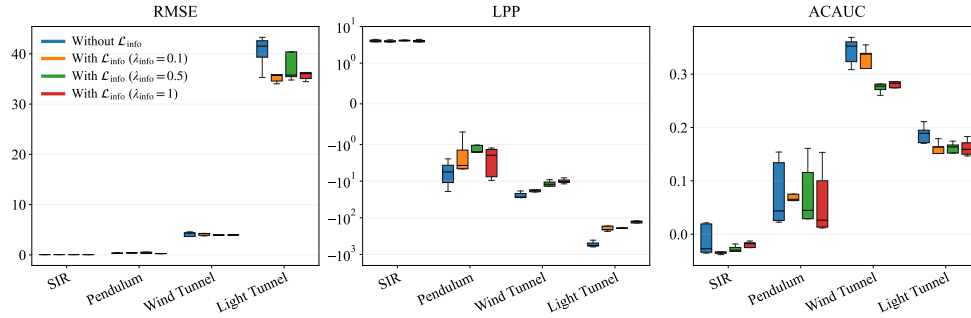 RMSE
40
30
20
10
0
Without 𝓛info
With 𝓛info (λinfo = 0.1)
With 𝓛info (λinfo = 0.5)
With 𝓛info (λinfo = 1)
SIR
Pendulum
Wind Tunnel
Light Tunnel
LPP
10¹
10⁰
0
−10⁰
−10¹
−10²
−10³
SIR
Pendulum
Wind Tunnel
Light Tunnel
ACAUC
0.3
0.2
0.1
0.0
SIR
Pendulum
Wind Tunnel
Light Tunnel